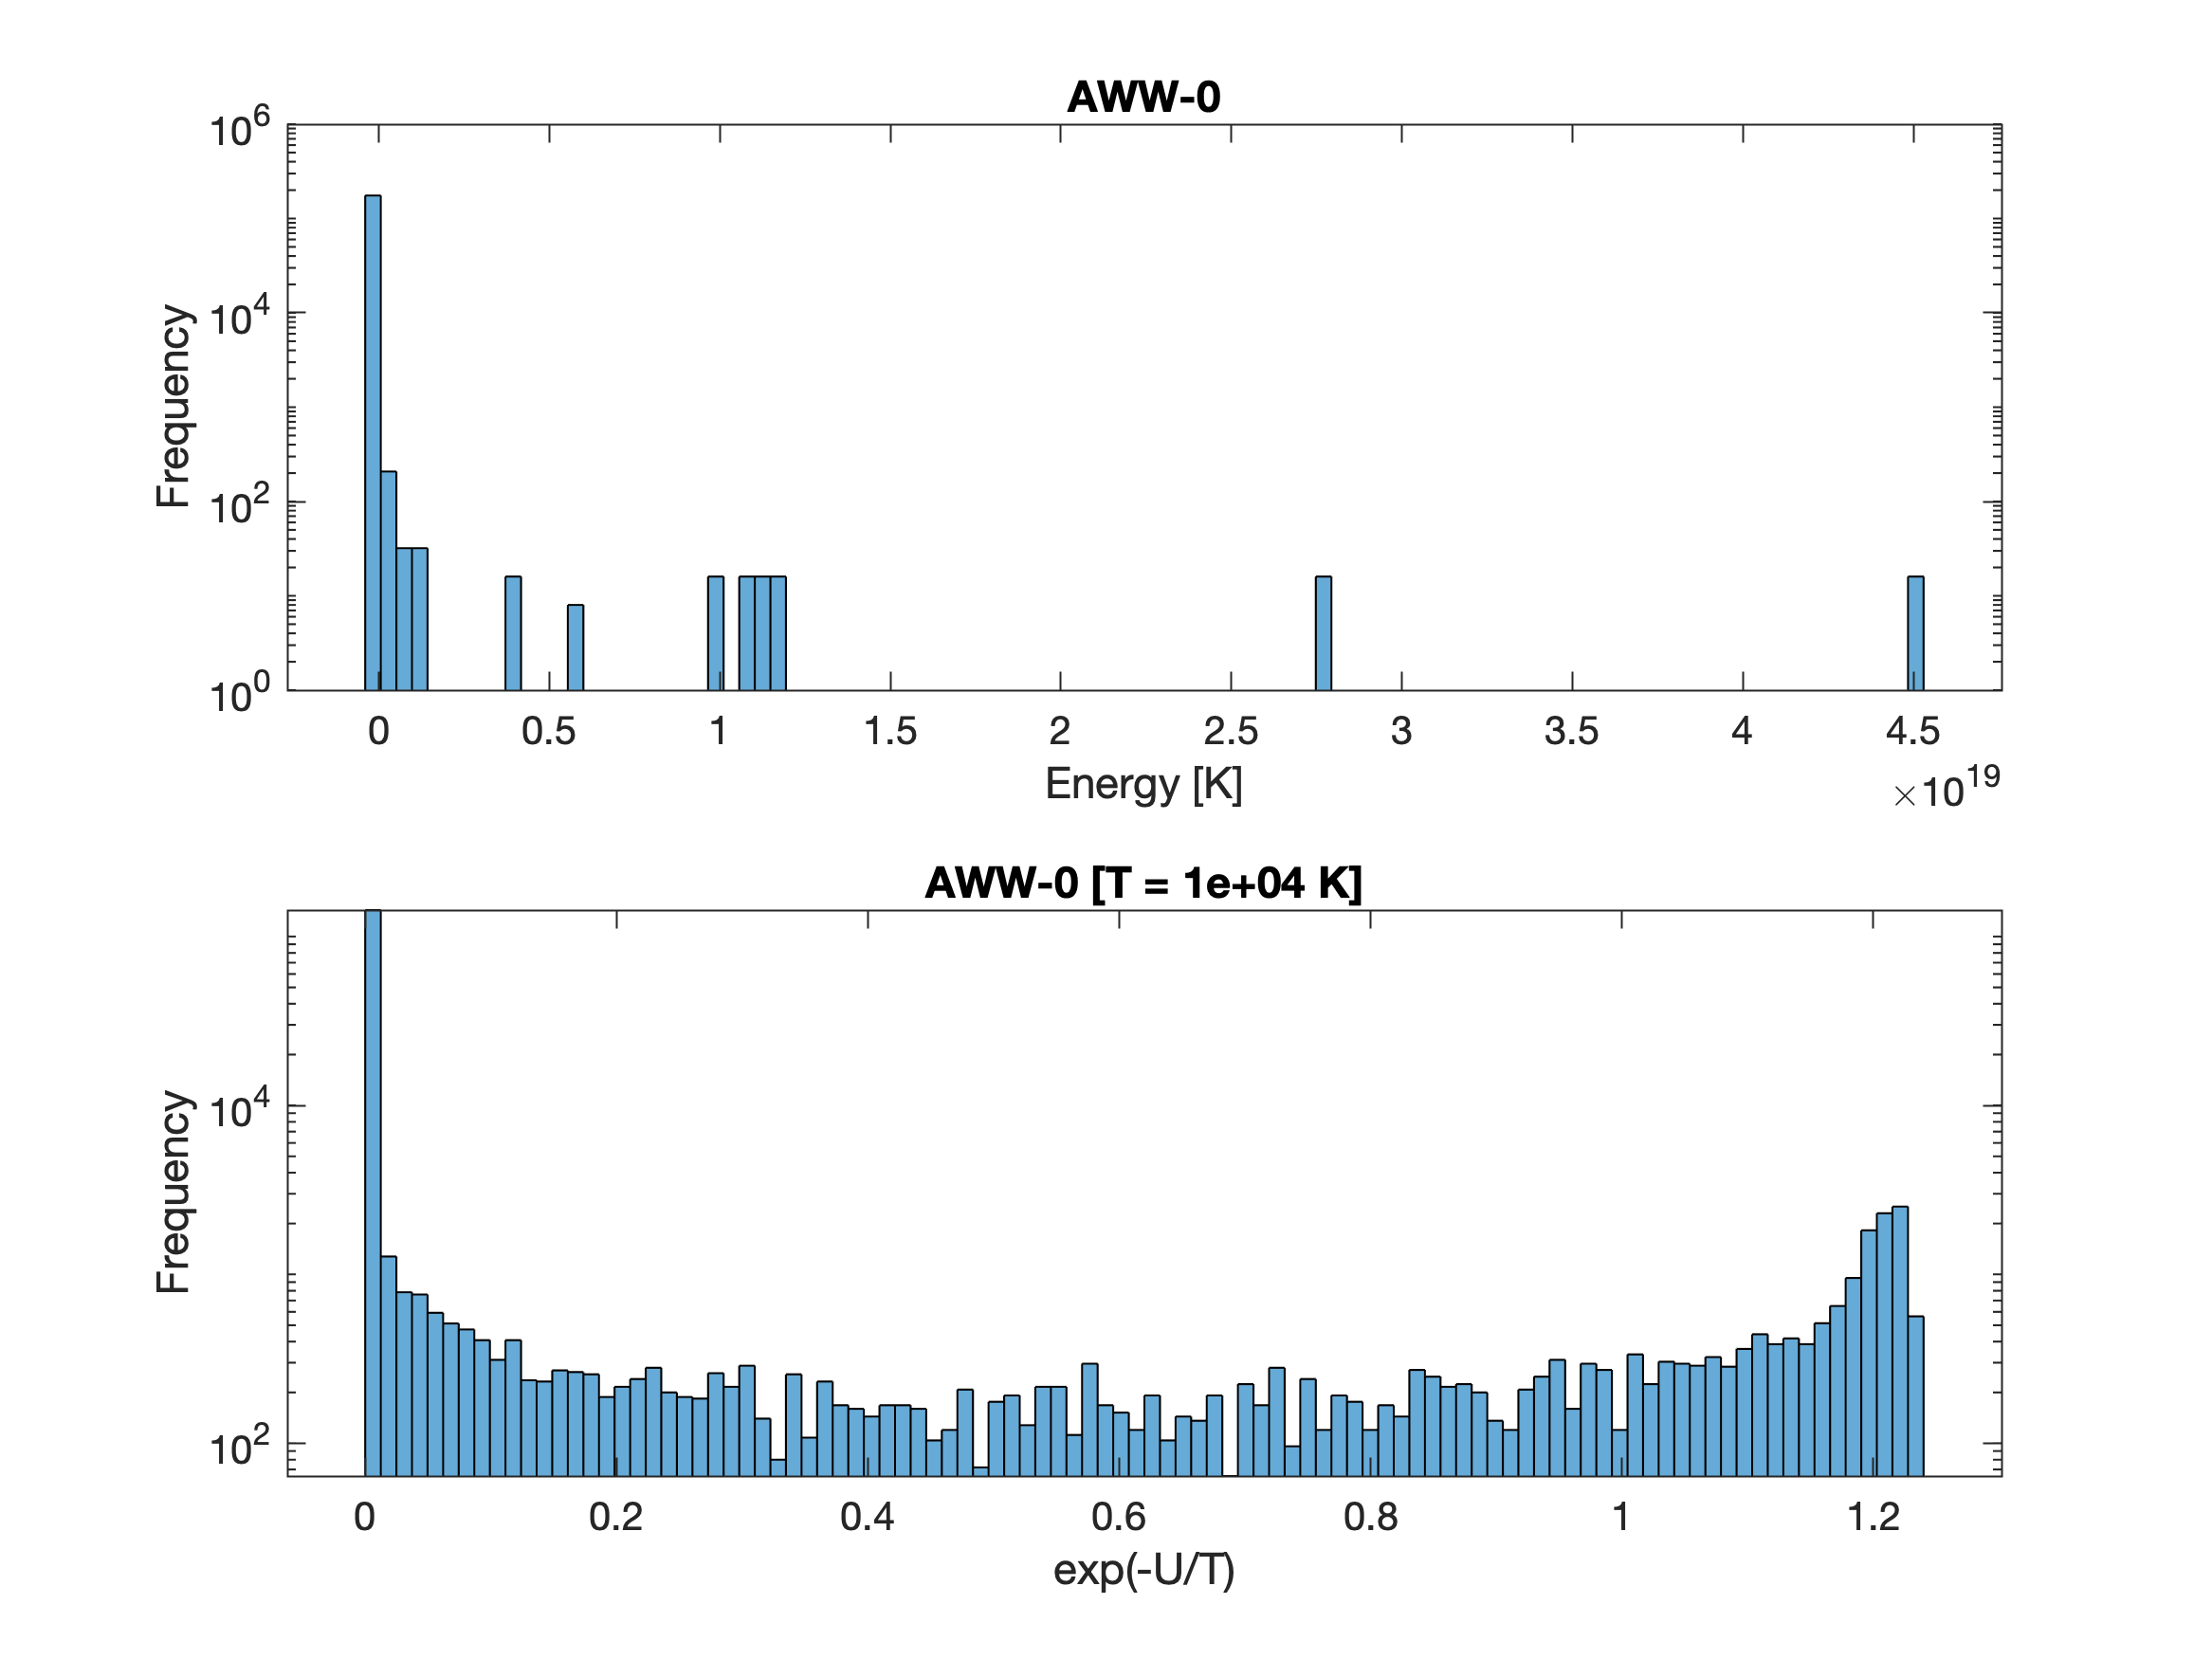 AWW-0
Frequency
10^6
10^4
10^2
10^0
0 0.5 1 1.5 2 2.5 3 3.5 4 4.5
Energy [K]
×10^19
AWW-0 [T = 1e+04 K]
Frequency
10^4
10^2
0 0.2 0.4 0.6 0.8 1 1.2
exp(-U/T)